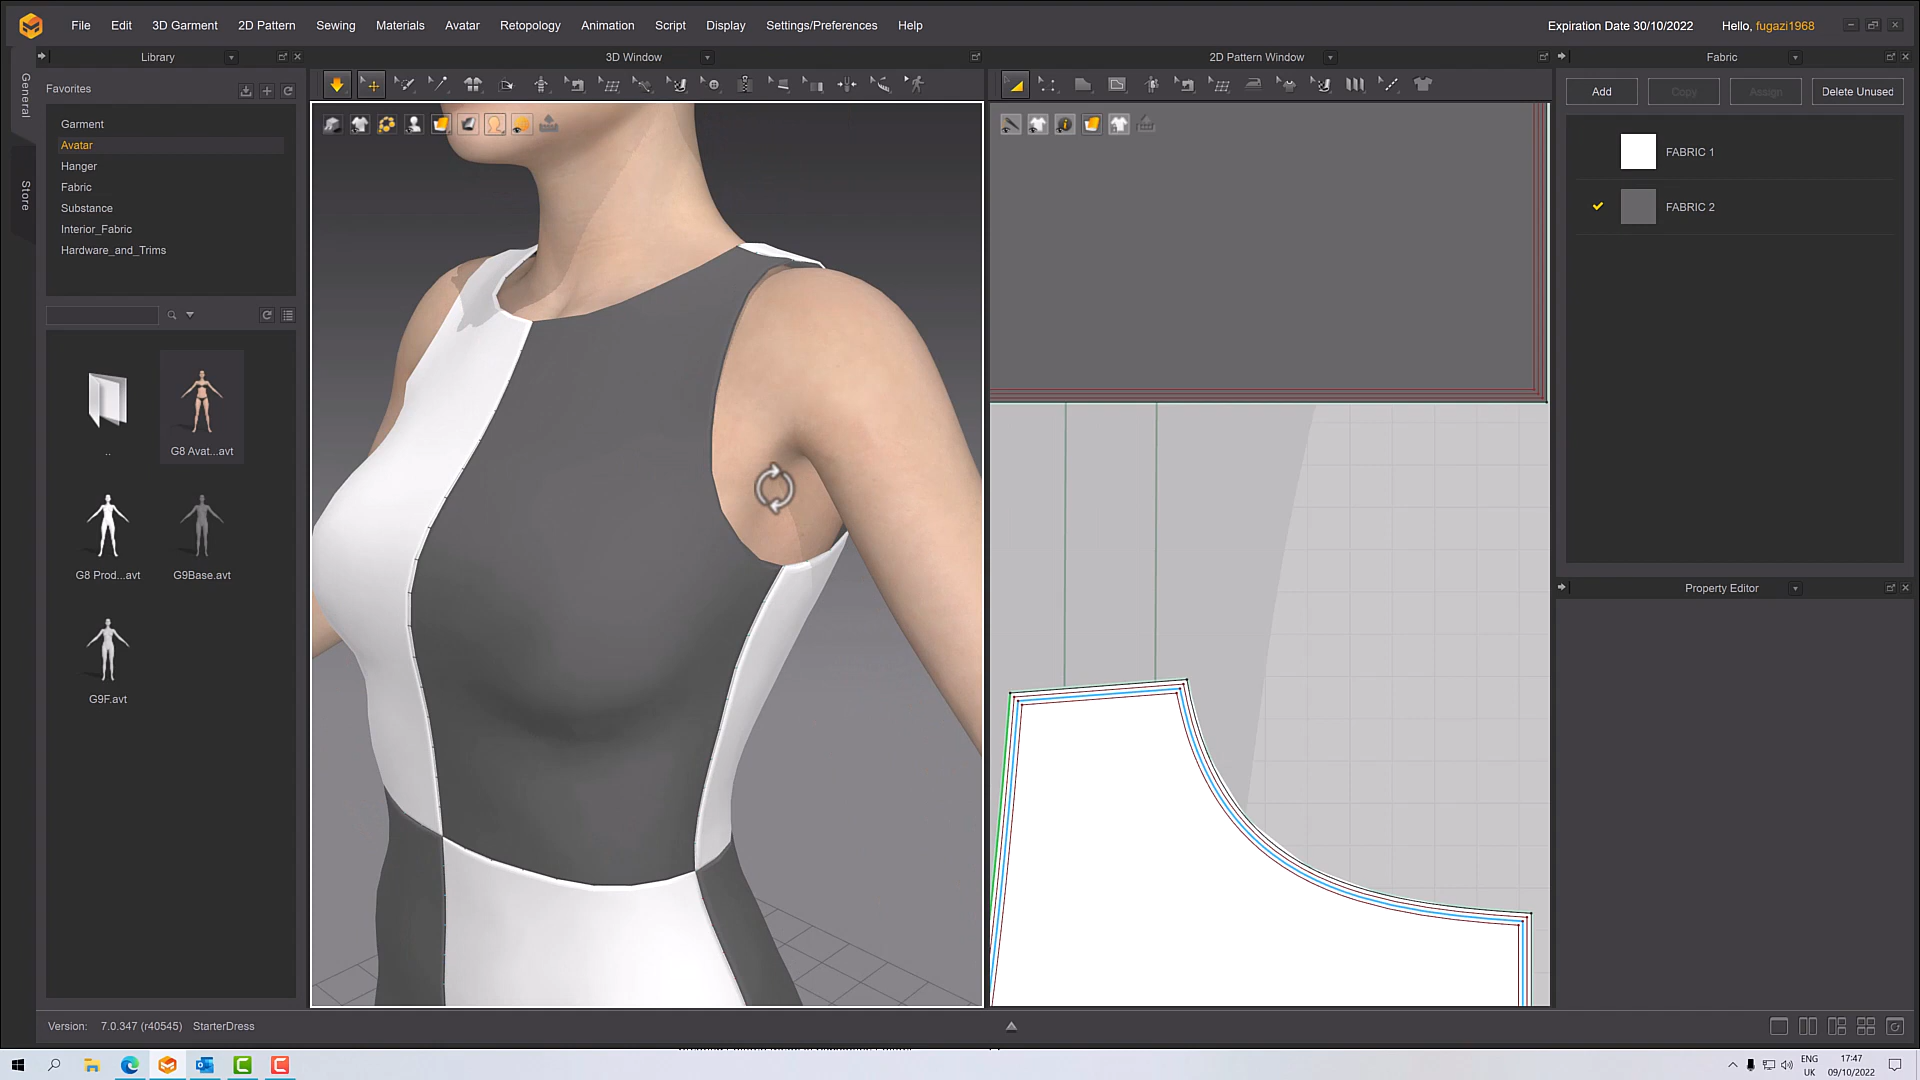 File Edit 3D Garment 2D Pattern Sewing Materials Avatar Retopology Animation Script Display Settings/Preferences Help Expiration Date 30/10/2022 Hello, fugazi1968
Library 3D Window 2D Pattern Window Fabric
General
Store
Favorites
Garment
Avatar
Hanger
Fabric
Substance
Interior_Fabric
Hardware_and_Trims
..
G8 Avat...avt
G8 Prod...avt
G9Base.avt
G9F.avt
Add Copy Assign Delete Unused
FABRIC 1
FABRIC 2
Property Editor
Version: 7.0.347 (r40545) StarterDress
ENG
UK
17:47
09/10/2022